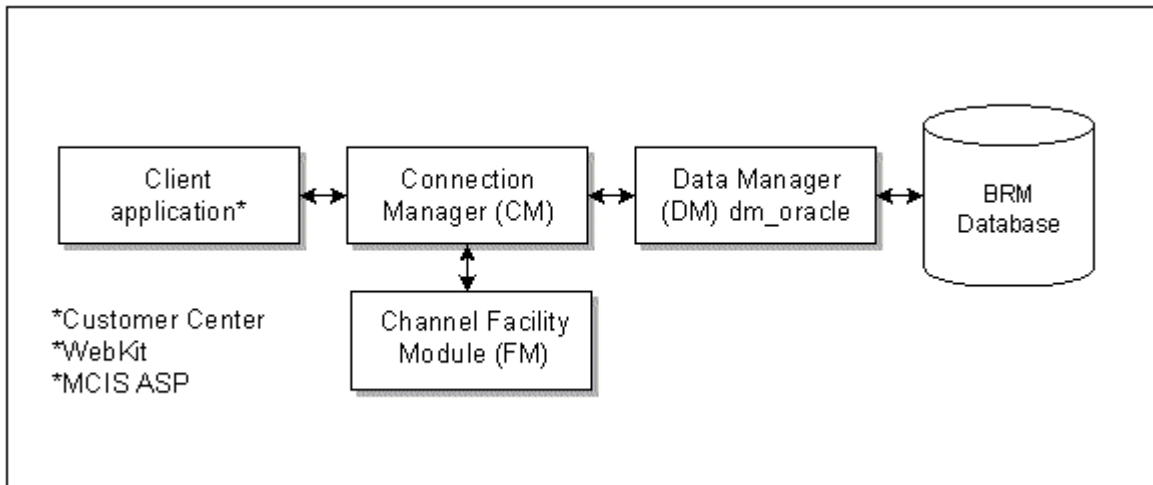 Client
application*
Connection
Manager (CM)
Data Manager
(DM) dm_oracle
BRM
Database
Channel Facility
Module (FM)
*Customer Center
*WebKit
*MCIS ASP